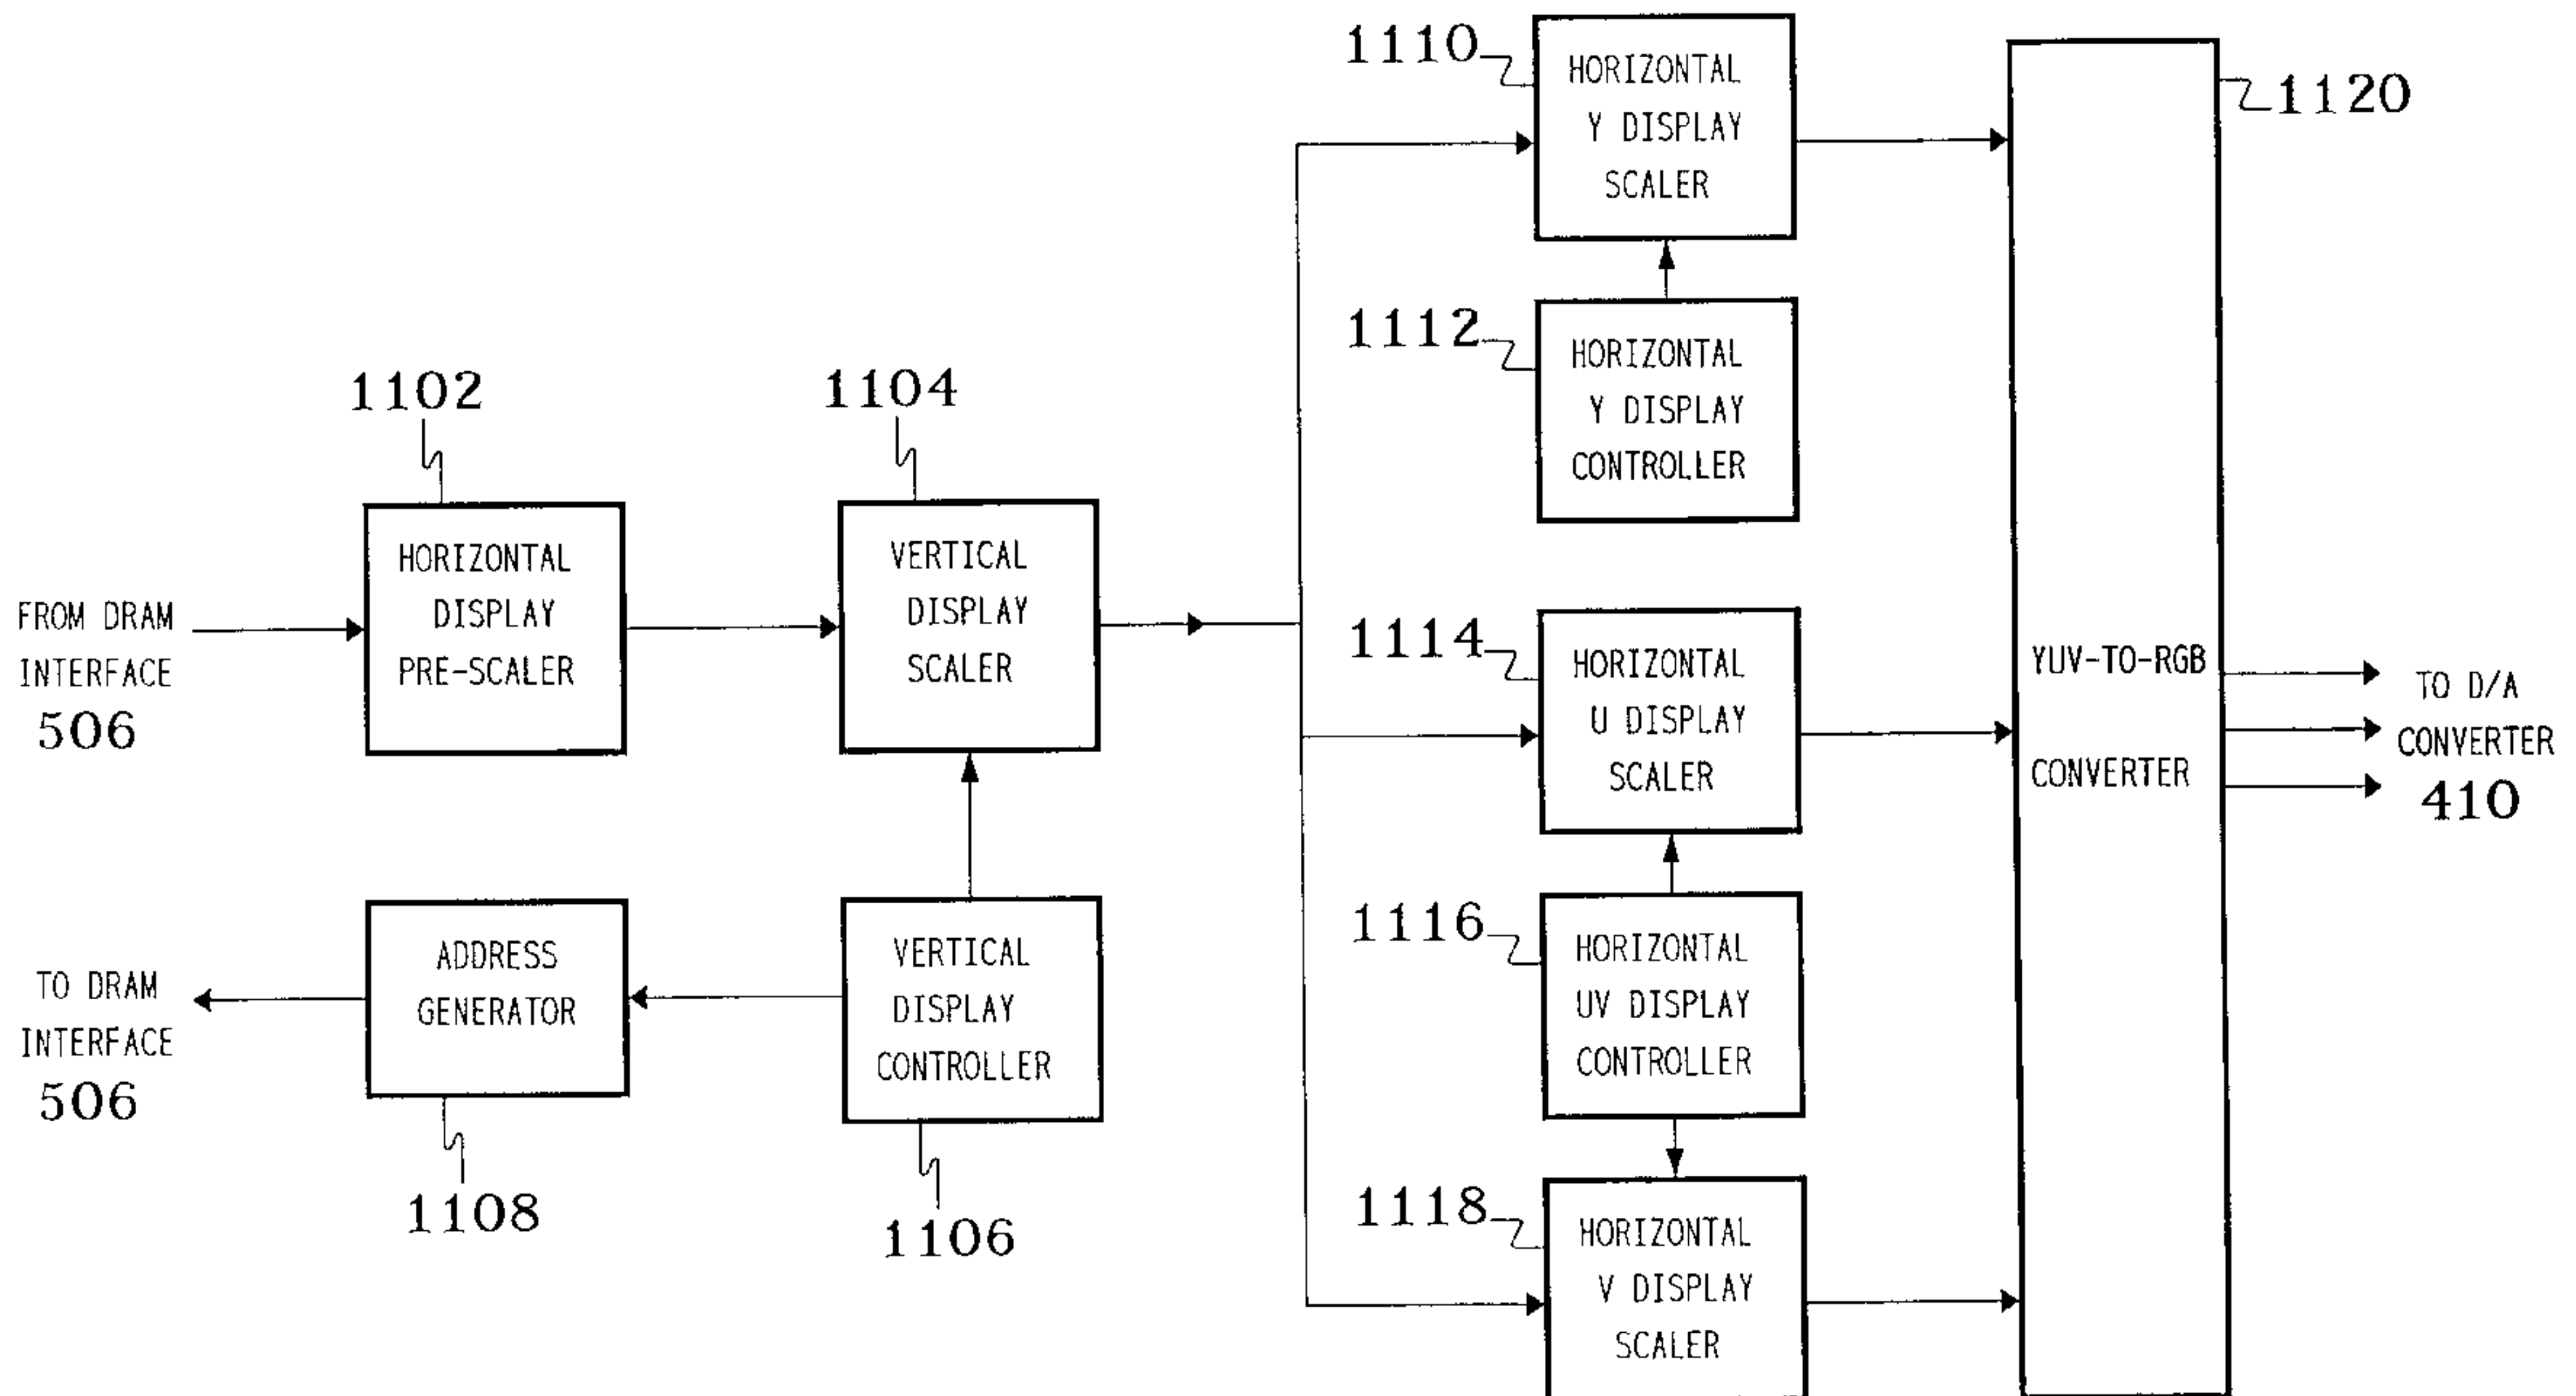 1102
HORIZONTAL
DISPLAY
PRE-SCALER
FROM DRAM
INTERFACE
506
1104
VERTICAL
DISPLAY
SCALER
TO DRAM
INTERFACE
506
ADDRESS
GENERATOR
1108
VERTICAL
DISPLAY
CONTROLLER
1106
1110
HORIZONTAL
Y DISPLAY
SCALER
1112
HORIZONTAL
Y DISPLAY
CONTROLLER
1114
HORIZONTAL
U DISPLAY
SCALER
1116
HORIZONTAL
UV DISPLAY
CONTROLLER
1118
HORIZONTAL
V DISPLAY
SCALER
1120
YUV-TO-RGB
CONVERTER
TO D/A
CONVERTER
410